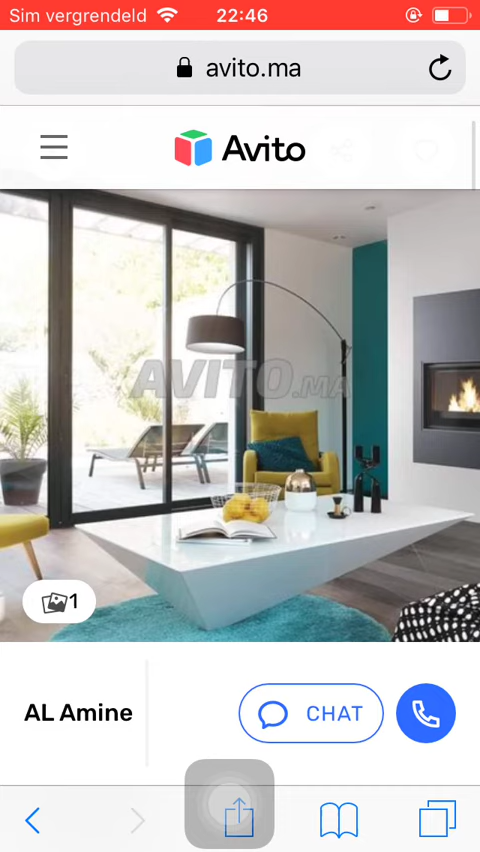 Sim vergrendeld 22:46
avito.ma
Avito
AVITO.MA
1
AL Amine
CHAT